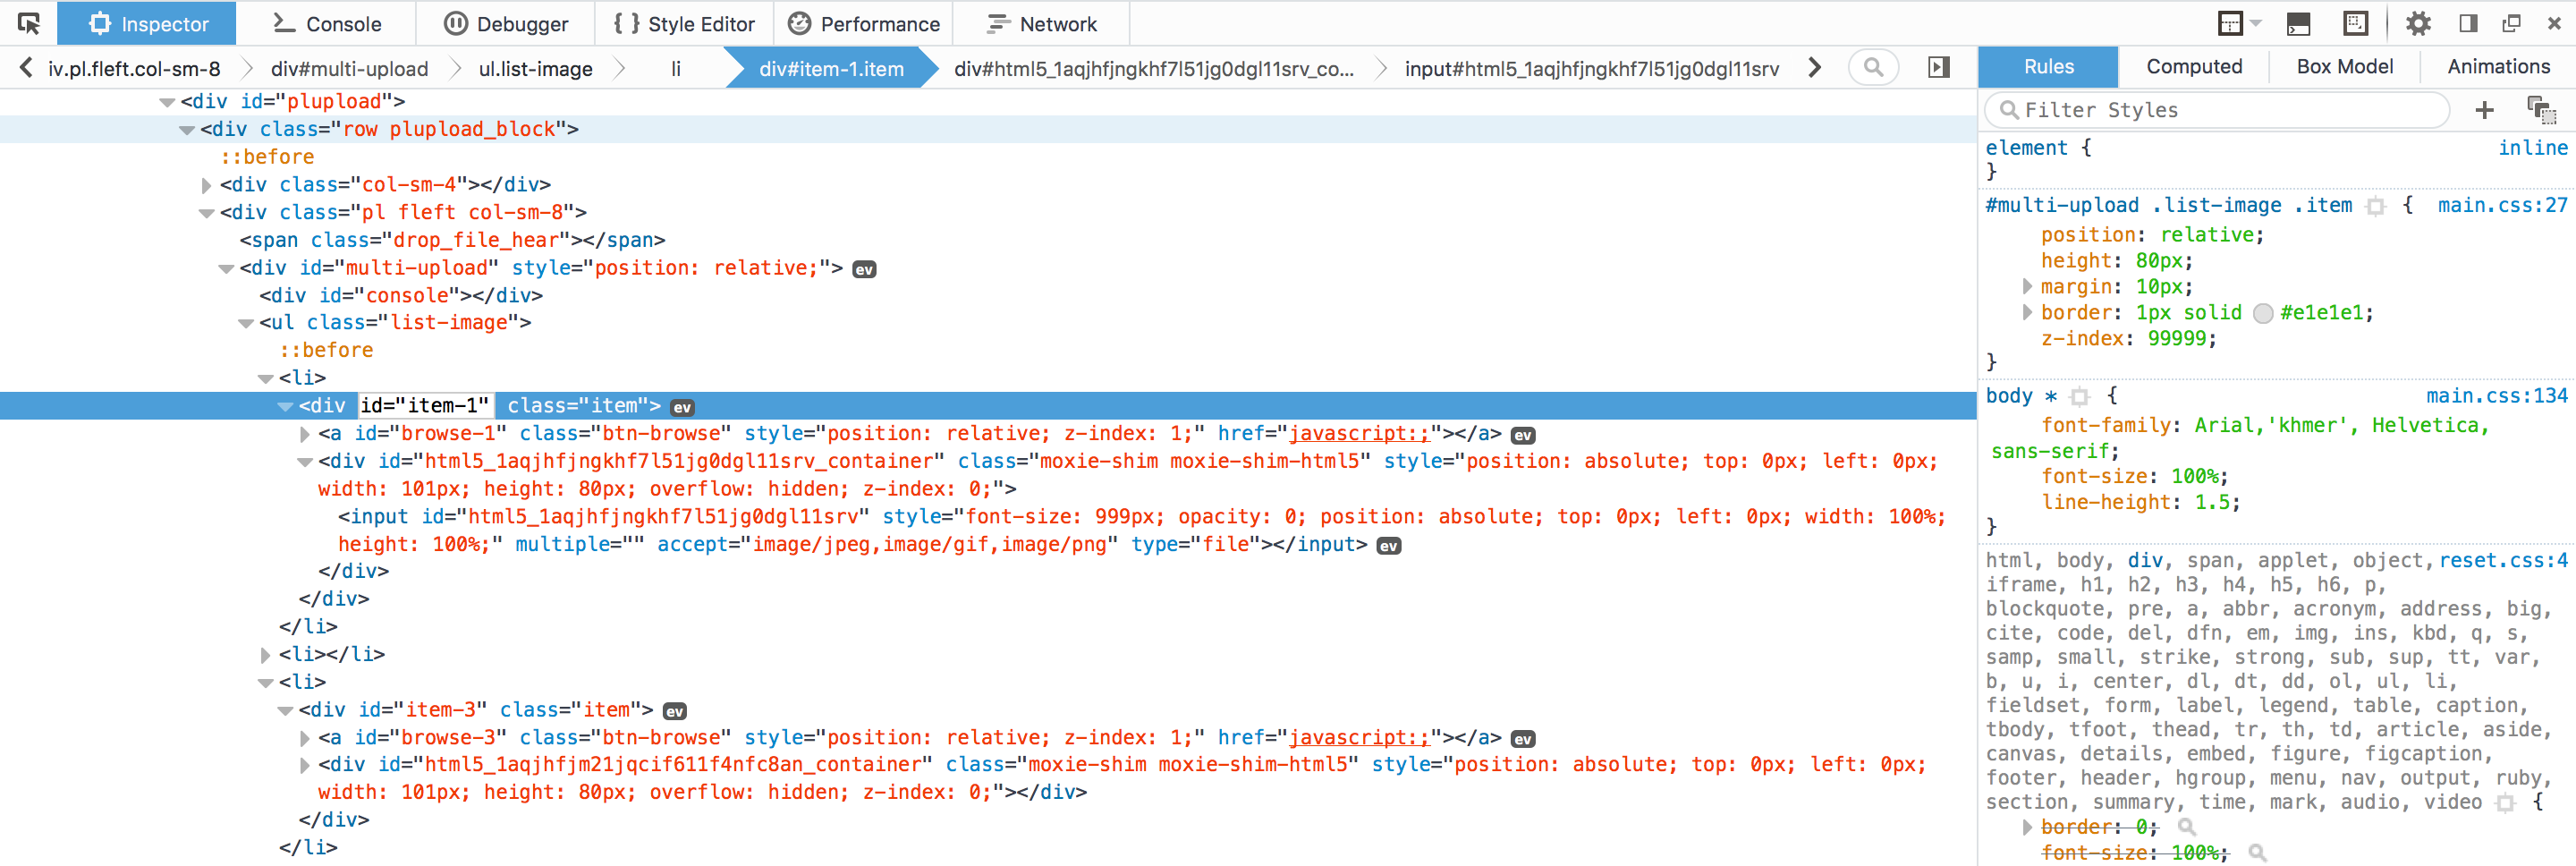 Inspector Console Debugger { } Style Editor Performance Network
iv.pl.fleft.col-sm-8 div#multi-upload ul.list-image li div#item-1.item div#html5_1aqjhfjngkhf7l51jg0dgl11srv_co... input#html5_1aqjhfjngkhf7l51jg0dgl11srv
<div id="plupload">
<div class="row plupload_block">
::before
<div class="col-sm-4"></div>
<div class="pl fleft col-sm-8">
<span class="drop_file_hear"></span>
<div id="multi-upload" style="position: relative;"> ev
<div id="console"></div>
<ul class="list-image">
::before
<li>
<div id="item-1" class="item"> ev
<a id="browse-1" class="btn-browse" style="position: relative; z-index: 1;" href="javascript:;"></a> ev
<div id="html5_1aqjhfjngkhf7l51jg0dgl11srv_container" class="moxie-shim moxie-shim-html5" style="position: absolute; top: 0px; left: 0px;
width: 101px; height: 80px; overflow: hidden; z-index: 0;">
<input id="html5_1aqjhfjngkhf7l51jg0dgl11srv" style="font-size: 999px; opacity: 0; position: absolute; top: 0px; left: 0px; width: 100%;
height: 100%;" multiple="" accept="image/jpeg,image/gif,image/png" type="file"></input> ev
</div>
</div>
</li>
<li></li>
<li>
<div id="item-3" class="item"> ev
<a id="browse-3" class="btn-browse" style="position: relative; z-index: 1;" href="javascript:;"></a> ev
<div id="html5_1aqjhfjm21jqcif611f4nfc8an_container" class="moxie-shim moxie-shim-html5" style="position: absolute; top: 0px; left: 0px;
width: 101px; height: 80px; overflow: hidden; z-index: 0;"></div>
</div>
</li>
Rules Computed Box Model Animations
Filter Styles
element { inline
}
#multi-upload .list-image .item { main.css:27
position: relative;
height: 80px;
margin: 10px;
border: 1px solid #e1e1e1;
z-index: 99999;
}
body * { main.css:134
font-family: Arial,'khmer', Helvetica,
sans-serif;
font-size: 100%;
line-height: 1.5;
}
html, body, div, span, applet, object, reset.css:4
iframe, h1, h2, h3, h4, h5, h6, p,
blockquote, pre, a, abbr, acronym, address, big,
cite, code, del, dfn, em, img, ins, kbd, q, s,
samp, small, strike, strong, sub, sup, tt, var,
b, u, i, center, dl, dt, dd, ol, ul, li,
fieldset, form, label, legend, table, caption,
tbody, tfoot, thead, tr, th, td, article, aside,
canvas, details, embed, figure, figcaption,
footer, header, hgroup, menu, nav, output, ruby,
section, summary, time, mark, audio, video {
border: 0;
font-size: 100%;